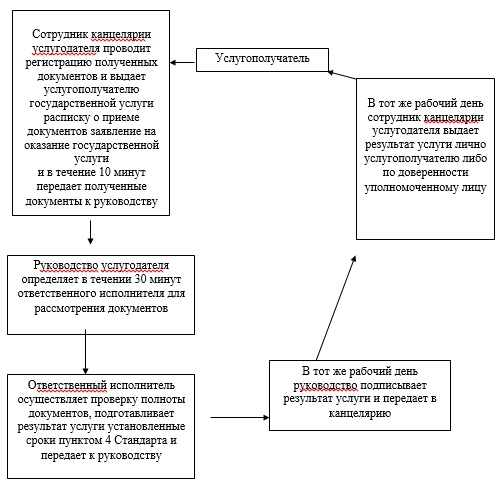 Сотрудник канцелярии
услугодателя проводит
регистрацию полученных
документов и выдает
услугополучателю
государственной услуги
расписку о приеме
документов заявление на
оказание государственной
услуги
и в течение 10 минут
передает полученные
документы к руководству
Услугополучатель
В тот же рабочий день
сотрудник канцелярии
услугодателя выдает
результат услуги лично
услугополучателю либо
по доверенности
уполномоченному лицу
Руководство услугодателя
определяет в течении 30 минут
ответственного исполнителя для
рассмотрения документов
Ответственный исполнитель
осуществляет проверку полноты
документов, подготавливает
результат услуги установленные
сроки пунктом 4 Стандарта и
передает к руководству
В тот же рабочий день
руководство подписывает
результат услуги и передает в
канцелярию